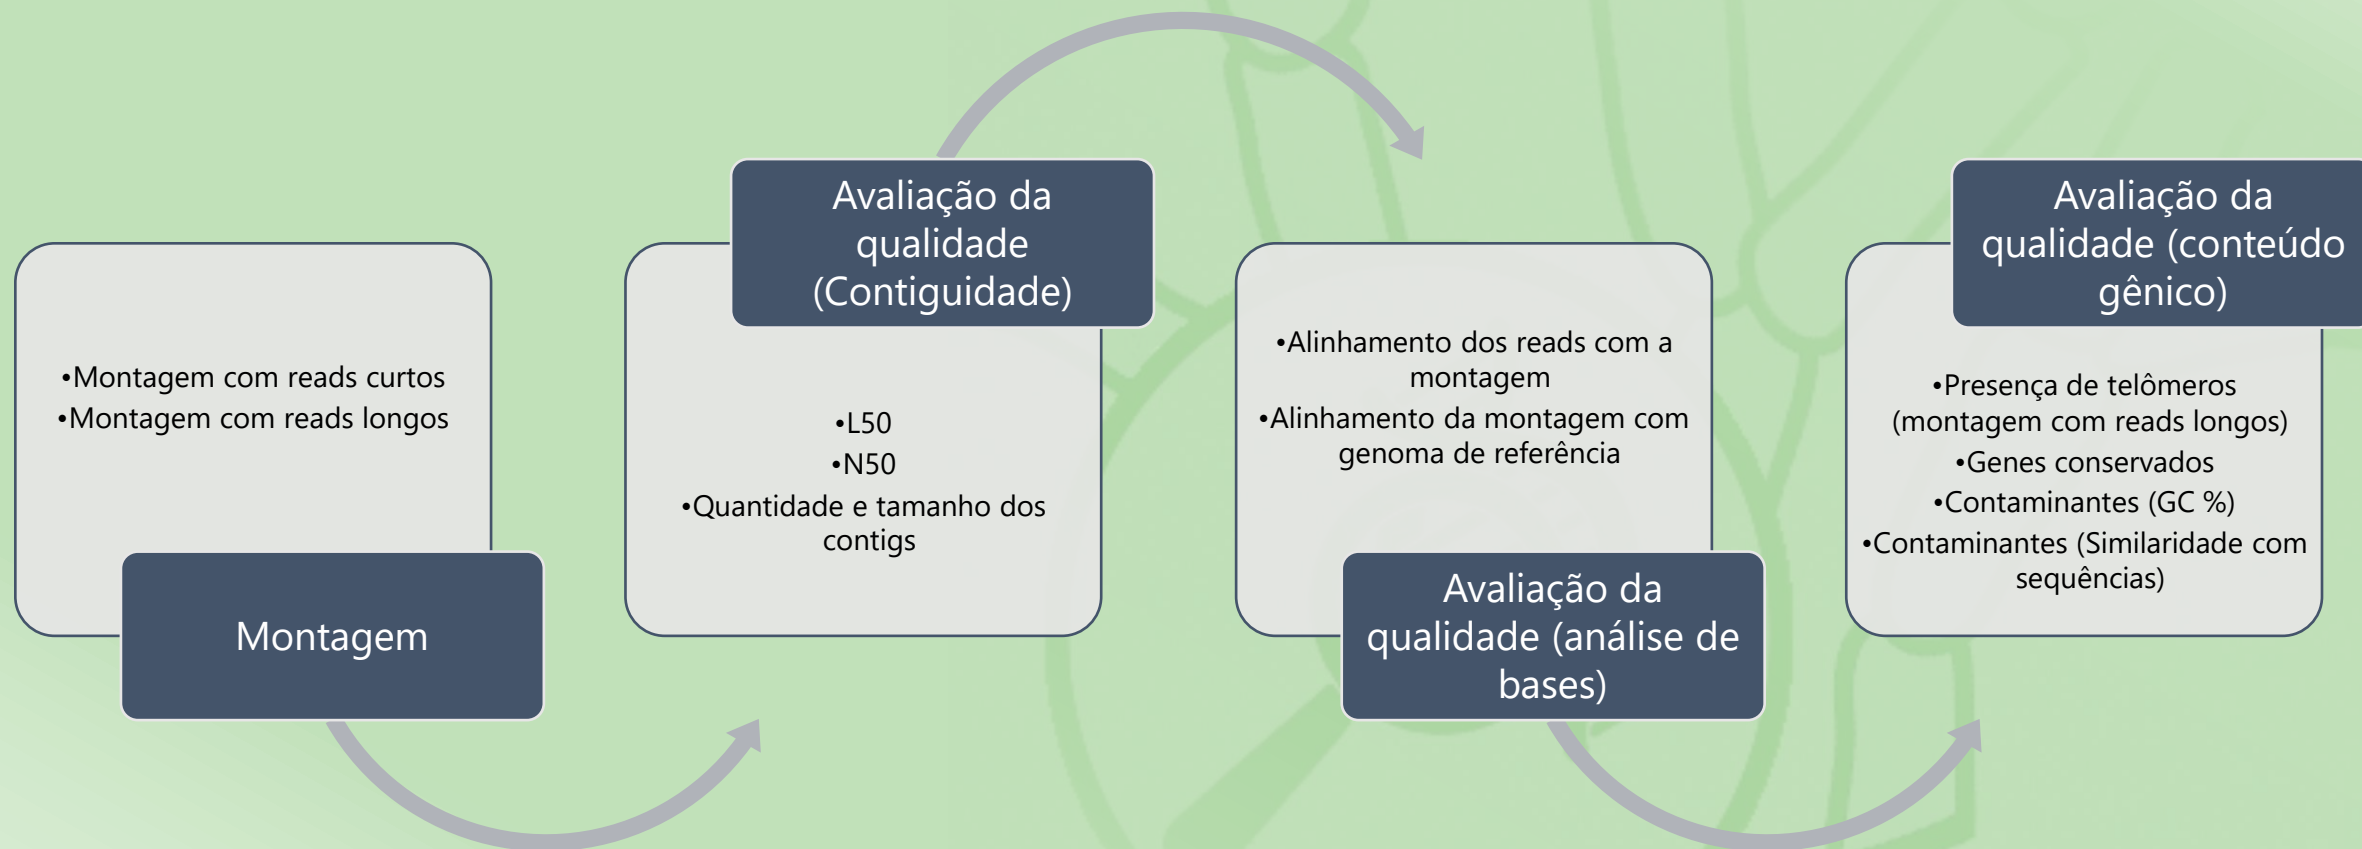 •Montagem com reads curtos
•Montagem com reads longos
Montagem
Avaliação da
qualidade
(Contiguidade)
•L50
•N50
•Quantidade e tamanho dos
contigs
•Alinhamento dos reads com a
montagem
•Alinhamento da montagem com
genoma de referência
Avaliação da
qualidade (análise de
bases)
Avaliação da
qualidade (conteúdo
gênico)
•Presença de telômeros
(montagem com reads longos)
•Genes conservados
•Contaminantes (GC %)
•Contaminantes (Similaridade com
sequências)